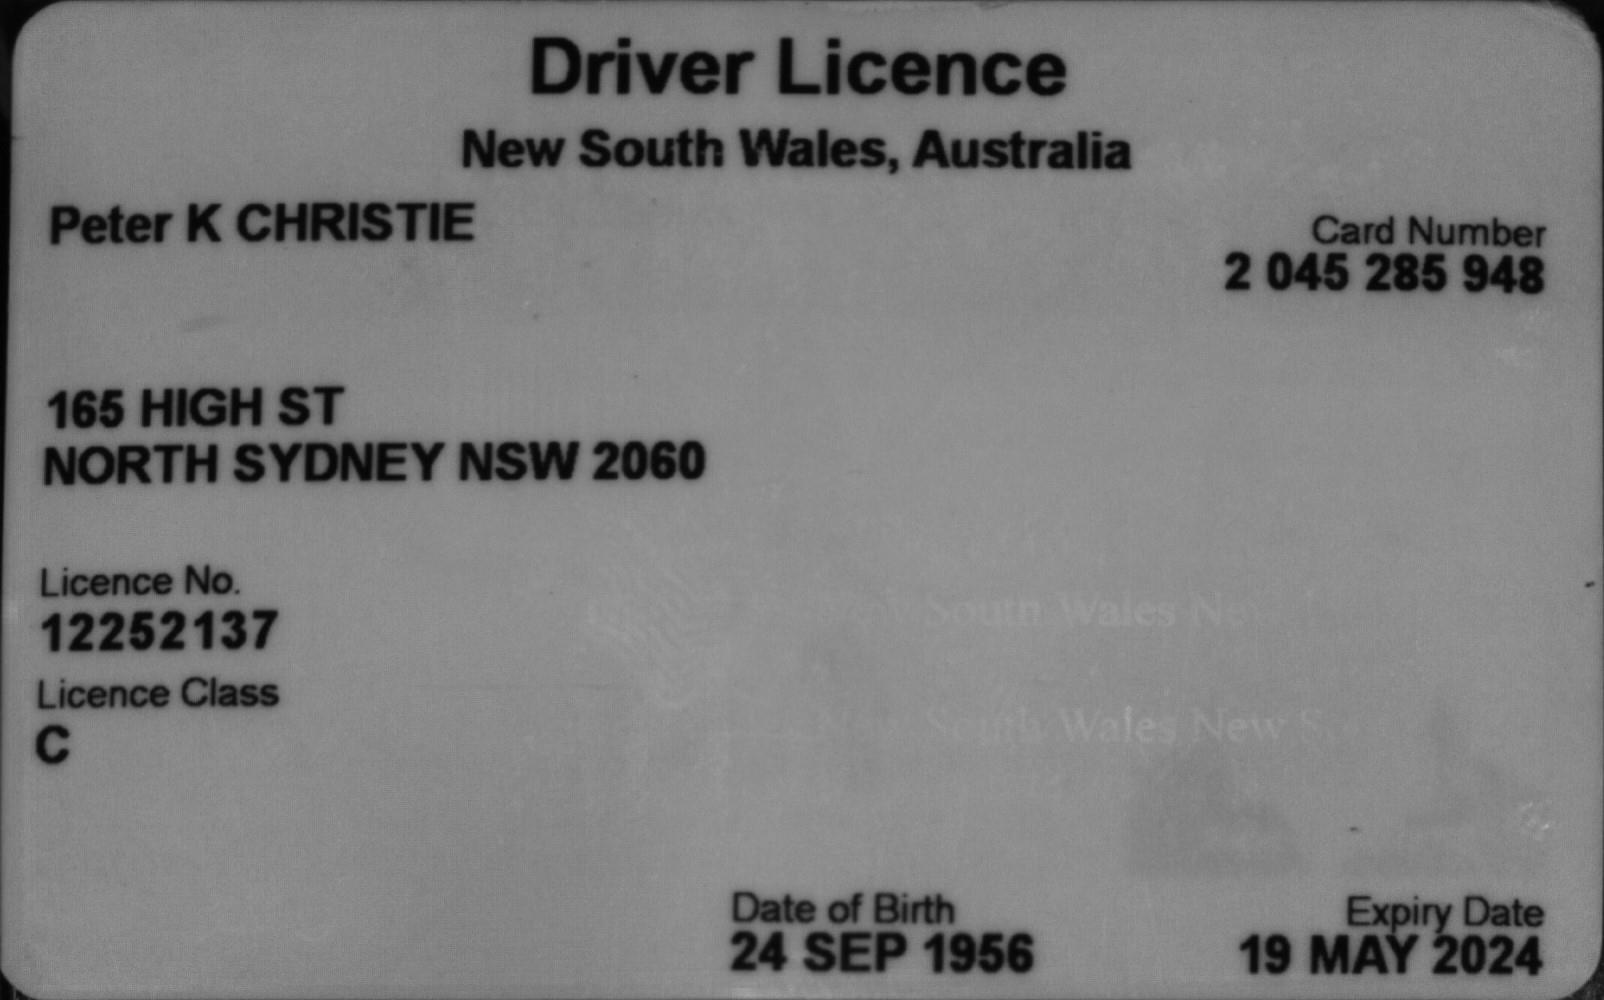 Driver Licence
New South Wales, Australia
Peter K CHRISTIE
Card Number
2 045 285 948
165 HIGH ST
NORTH SYDNEY NSW 2060
Licence No.
12252137
South Wales New
Licence Class
C
New South Wales New
Date of Birth
24 SEP 1956
Expiry Date
19 MAY 2024